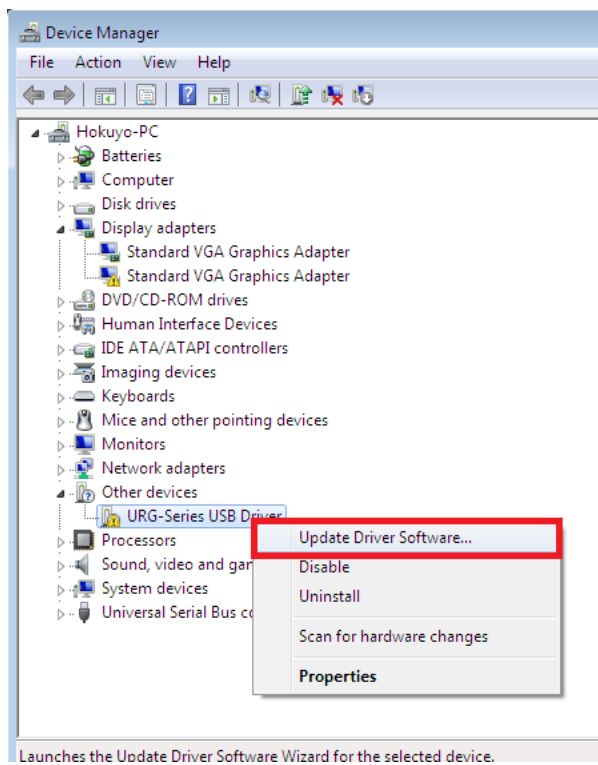 Device Manager
File Action View Help
Hokuyo-PC
Batteries
Computer
Disk drives
Display adapters
Standard VGA Graphics Adapter
Standard VGA Graphics Adapter
DVD/CD-ROM drives
Human Interface Devices
IDE ATA/ATAPI controllers
Imaging devices
Keyboards
Mice and other pointing devices
Monitors
Network adapters
Other devices
URG-Series USB Driver
Update Driver Software...
Processors
Disable
Sound, video and gar
Uninstall
System devices
Universal Serial Bus co
Scan for hardware changes
Properties
Launches the Update Driver Software Wizard for the selected device.